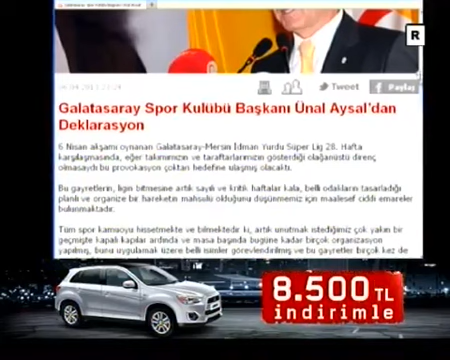 R
Tweet
Paylaş
Galatasaray Spor Kulübü Başkanı Ünal Aysal'dan
Deklarasyon
6 Nisan akşamı oynanan Galatasaray-Mersin İdman Yurdu Süper Lig 28. Hafta
karşılaşmasında, eğer takımımızın ve taraftarlarımızın gösterdiği olağanüstü direnç
olmasaydı bu provokasyon çoktan hedefine ulaşmış olacaktı.
Bu gayretlerin, ligin bitmesine artık sayılı ve kritik haftalar kala, belli odakların tasarladığı
planlı ve organize bir hareketin mahsulü olduğunu düşünmemiz için maalesef ciddi emareler
bulunmaktadır.
Tüm spor kamuoyu hissetmekte ve bilmektedir ki, artık unutmak istediğimiz çok yakın bir
geçmişte kapalı kapılar ardında ve masa başında bugüne kadar birçok organizasyon
yapılmış, bunu uygulamak üzere belli isimler görevlendirilmiş ve bu gayretler birçok kez de
8.500 TL
indirimle